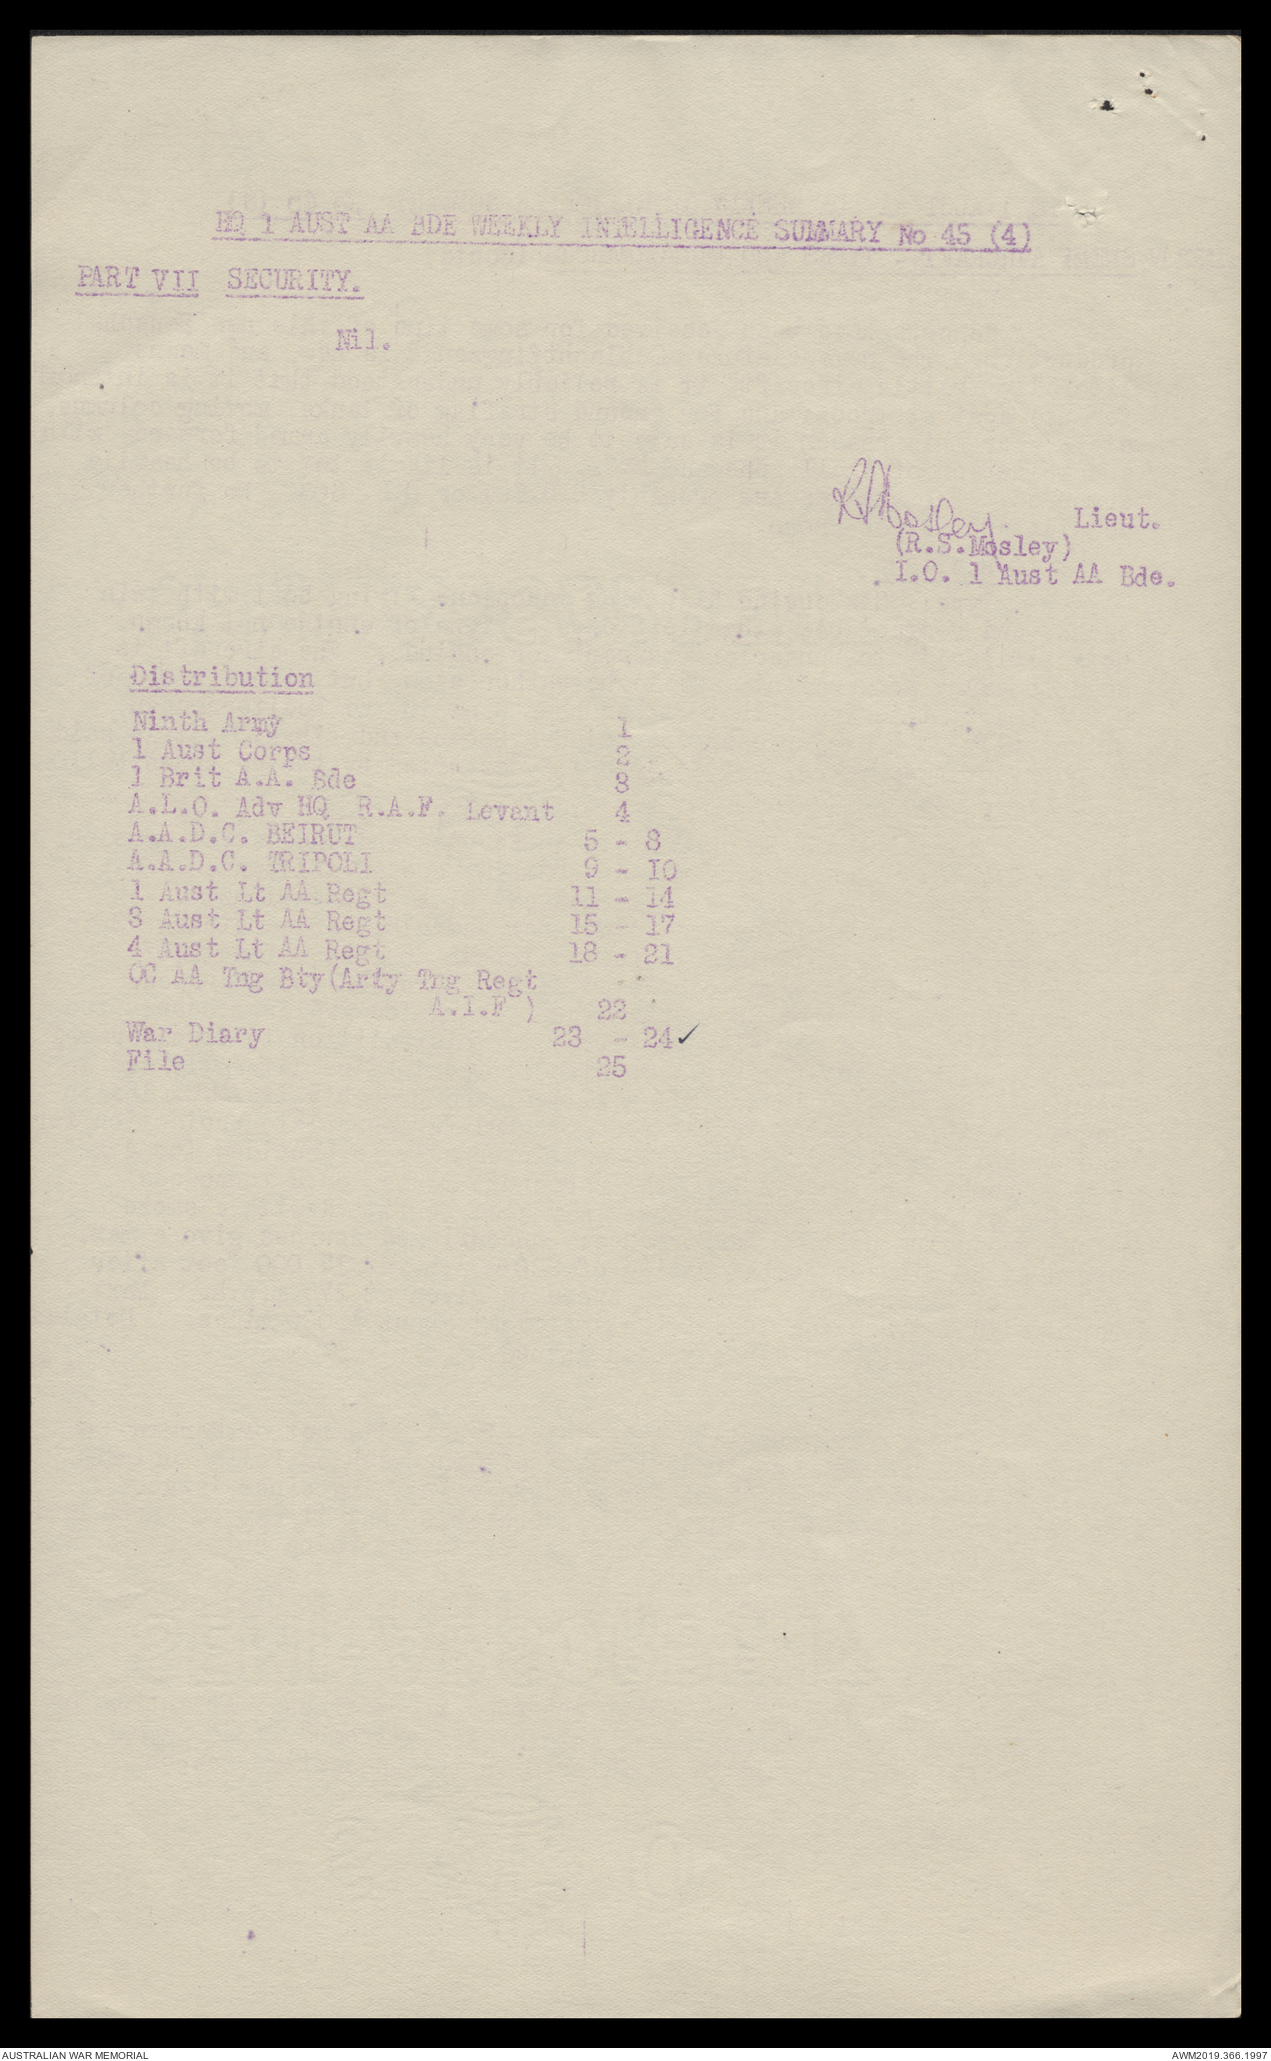 HQ 1 AUST AA BDE WEEKLY INTELLIGENCE SUMMARY No 45 (4)
PART VII SECURITY.
Nil.
RSMosley. Lieut.
(R.S.Mosley)
I.O. 1 Aust AA Bde.
Distribution
Ninth Army 1
1 Aust Corps 2
1 Brit A.A. Bde 3
A.L.O. Adv HQ R.A.F. Levant 4
A.A.D.C. BEIRUT 5 - 8
A.A.D.C. TRIPOLI 9 - 10
1 Aust Lt AA Regt 11 - 14
3 Aust Lt AA Regt 15 - 17
4 Aust Lt AA Regt 18 - 21
OC AA Tng Bty(Arty Tng Regt
A.I.F ) 22
War Diary 23 - 24 ✓
File 25
AUSTRALIAN WAR MEMORIAL AWM2019.366.1997